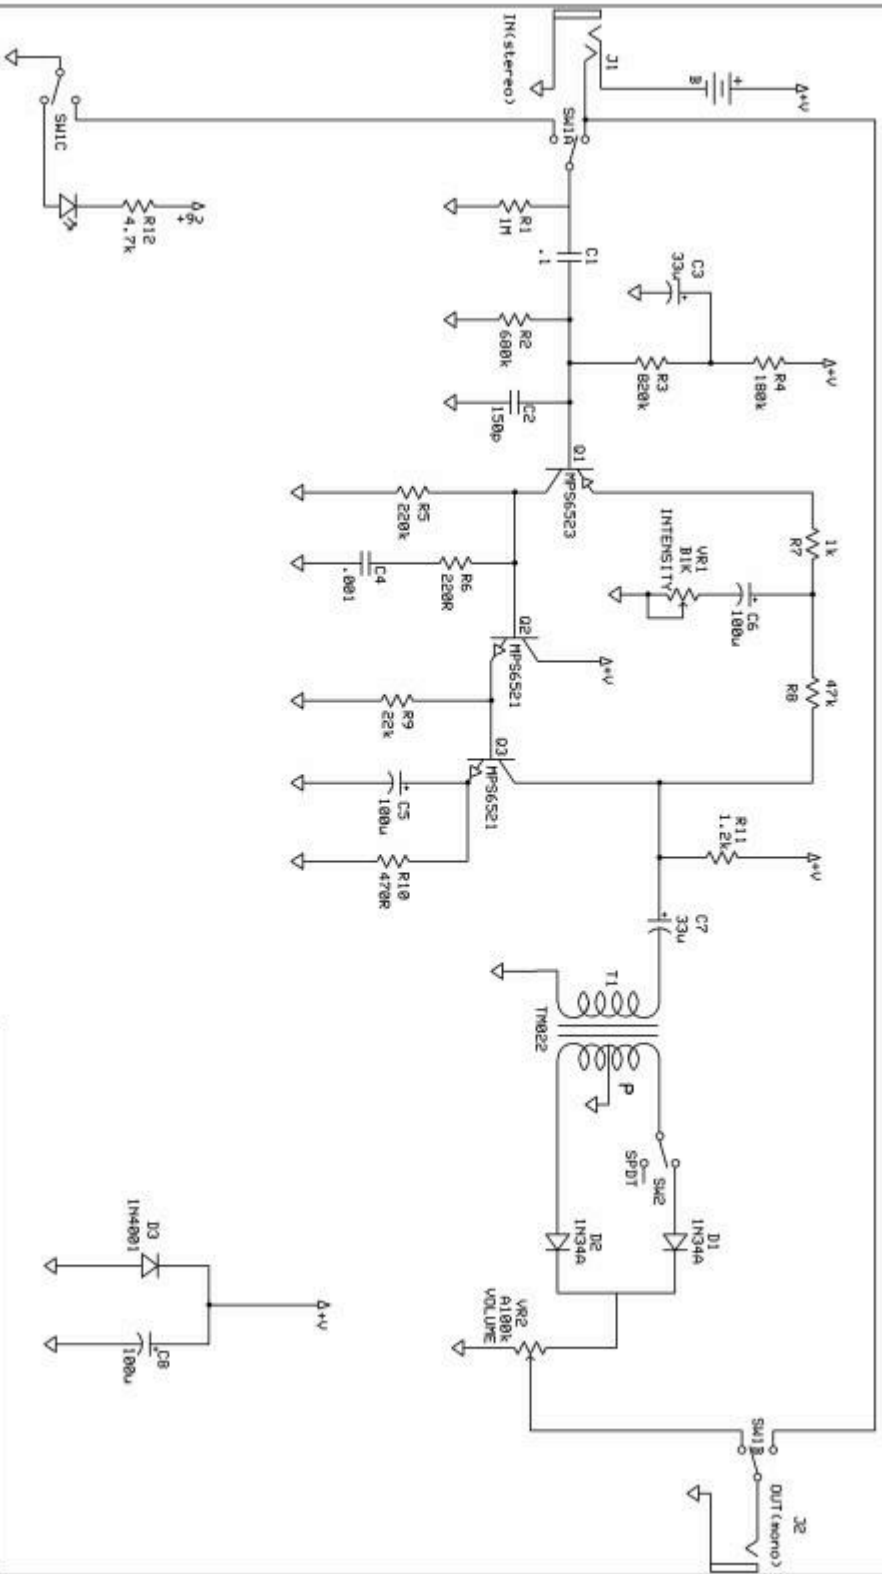 J1
IN(stereo)
+
B
+V
SW1A
SW1C
R12
4.7k
+9V
R1
1M
C1
.1
C3
33u
+
R2
680k
R3
820k
R4
180k
+V
C2
150p
Q1
MPS6523
R5
220k
R6
220R
C4
.001
1k
R7
VR1
B1K
INTENSITY
+
C6
100u
Q2
MPS6521
+V
R9
22k
47k
R8
Q3
MPS6521
+
C5
100u
R10
470R
R11
1.2k
+V
C7
33u
+
T1
TM022
P
SW2
SPDT
D1
1N34A
D2
1N34A
VR2
A100k
VOLUME
D3
1N4001
+V
+
C8
100u
SW1B
J2
OUT(mono)